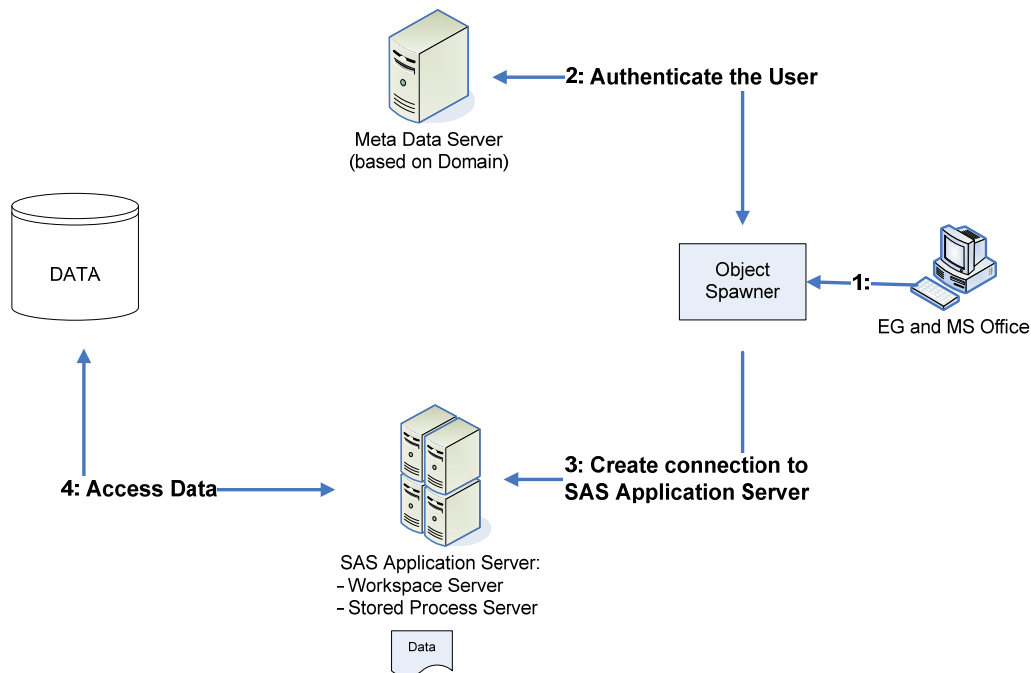 2: Authenticate the User
Meta Data Server
(based on Domain)
DATA
Object
Spawner
1:
EG and MS Office
3: Create connection to
SAS Application Server
4: Access Data
SAS Application Server:
- Workspace Server
- Stored Process Server
Data